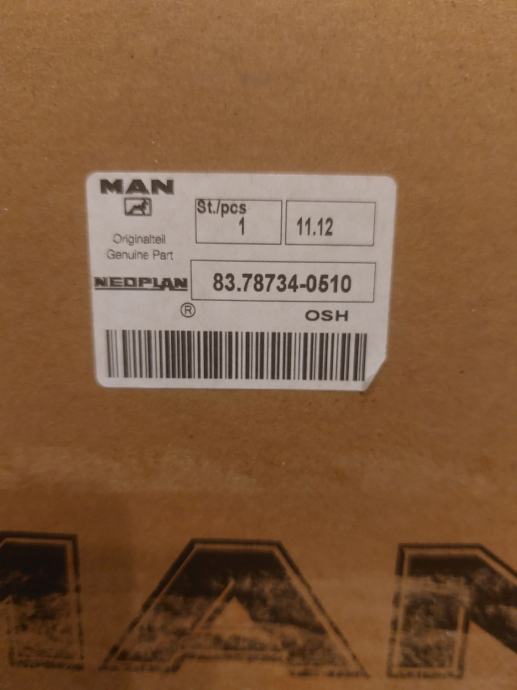 MAN
St./pcs
1
11.12
Originalteil
Genuine Part
NEOPLAN
®
83.78734-0510
OSH
MAN